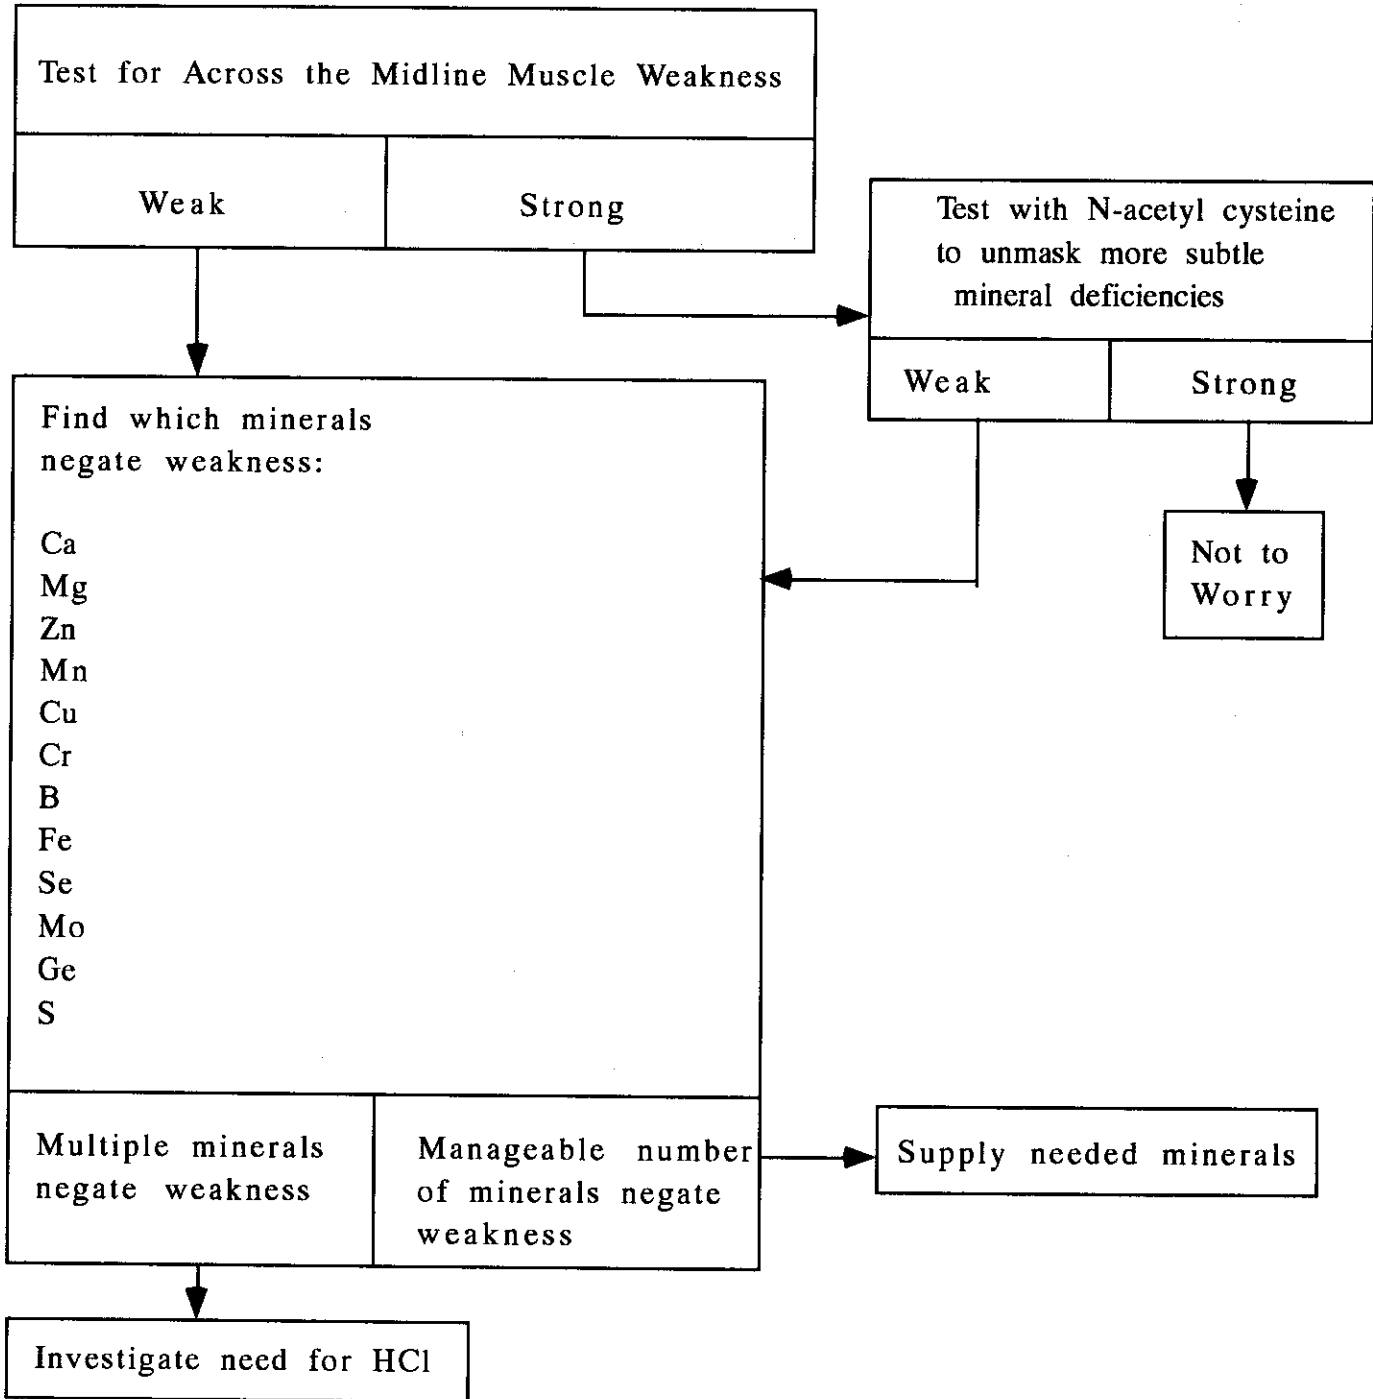 Test for Across the Midline Muscle Weakness
Weak
Strong
Test with N-acetyl cysteine
to unmask more subtle
mineral deficiencies
Weak
Strong
Not to
Worry
Find which minerals
negate weakness:
Ca
Mg
Zn
Mn
Cu
Cr
B
Fe
Se
Mo
Ge
S
Multiple minerals
negate weakness
Manageable number
of minerals negate
weakness
Supply needed minerals
Investigate need for HCl